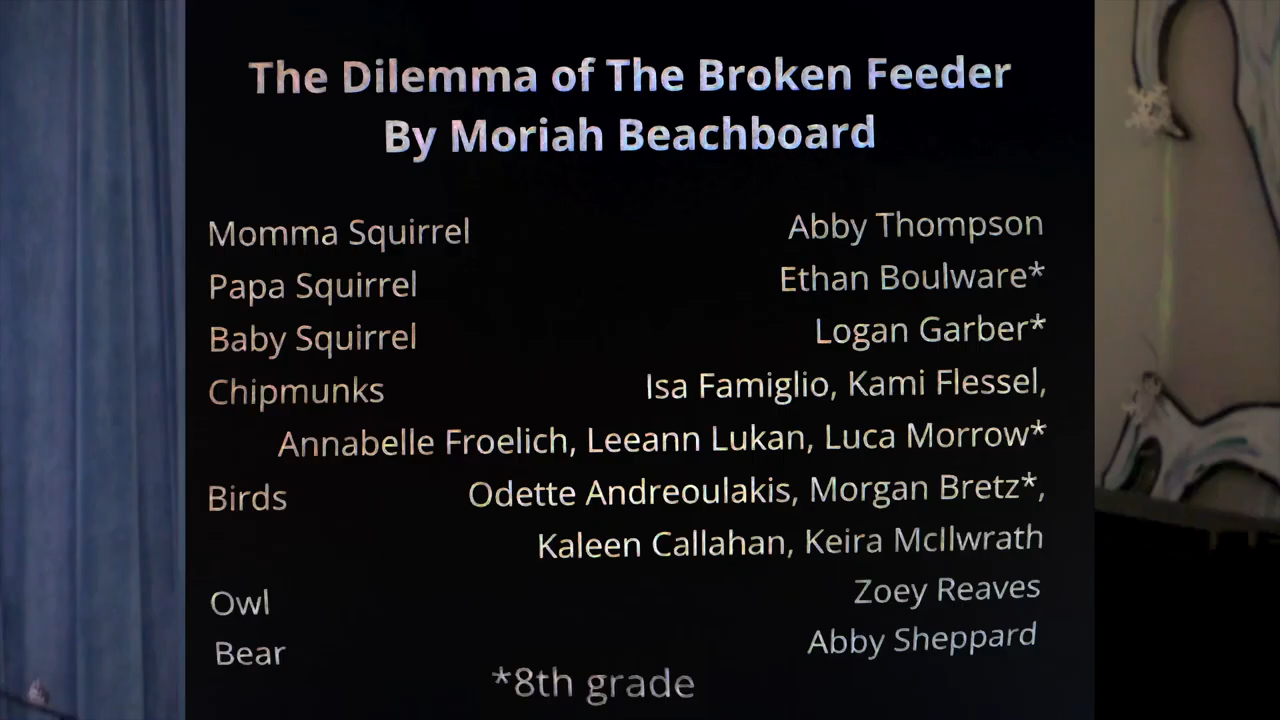 The Dilemma of The Broken Feeder
By Moriah Beachboard
Momma Squirrel Abby Thompson
Papa Squirrel Ethan Boulware*
Baby Squirrel Logan Garber*
Chipmunks Isa Famiglio, Kami Flessel,
Annabelle Froelich, Leeann Lukan, Luca Morrow*
Birds Odette Andreoulakis, Morgan Bretz*,
Kaleen Callahan, Keira McIlwrath
Owl Zoey Reaves
Bear Abby Sheppard
*8th grade